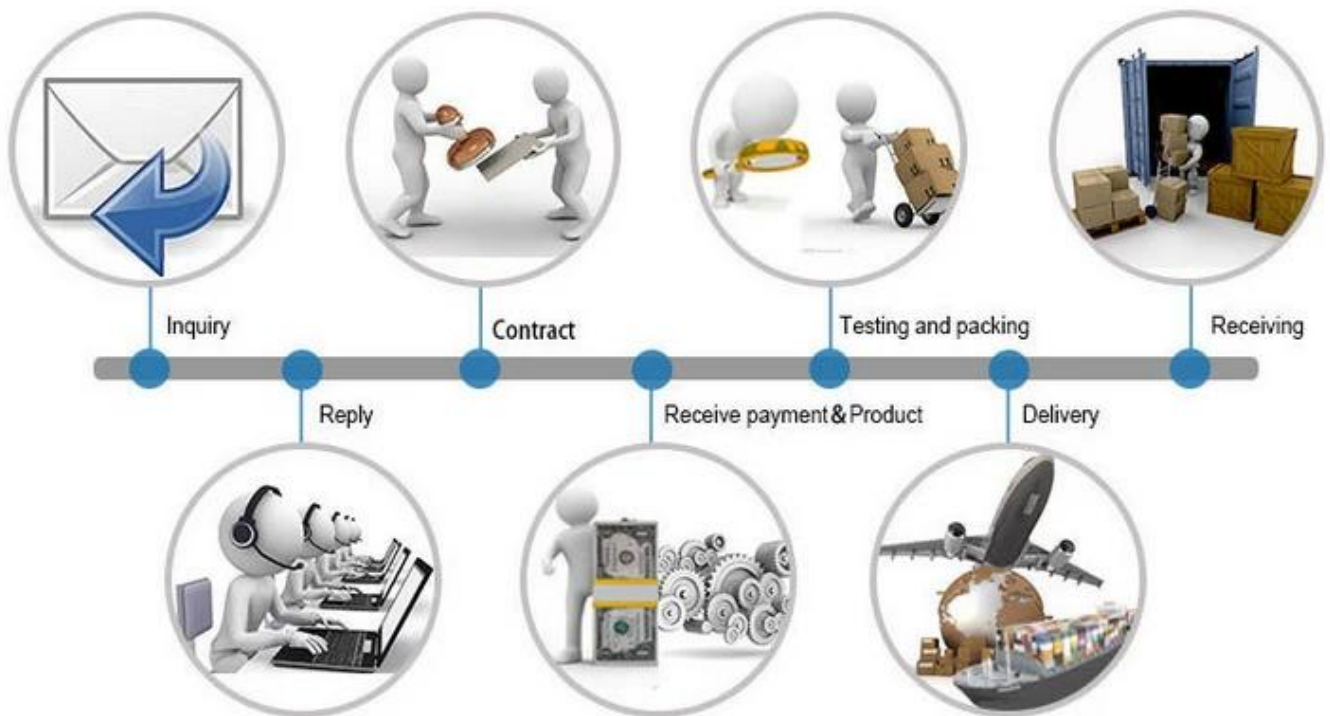 Inquiry
Contract
Testing and packing
Receiving
Reply
Receive payment & Product
Delivery